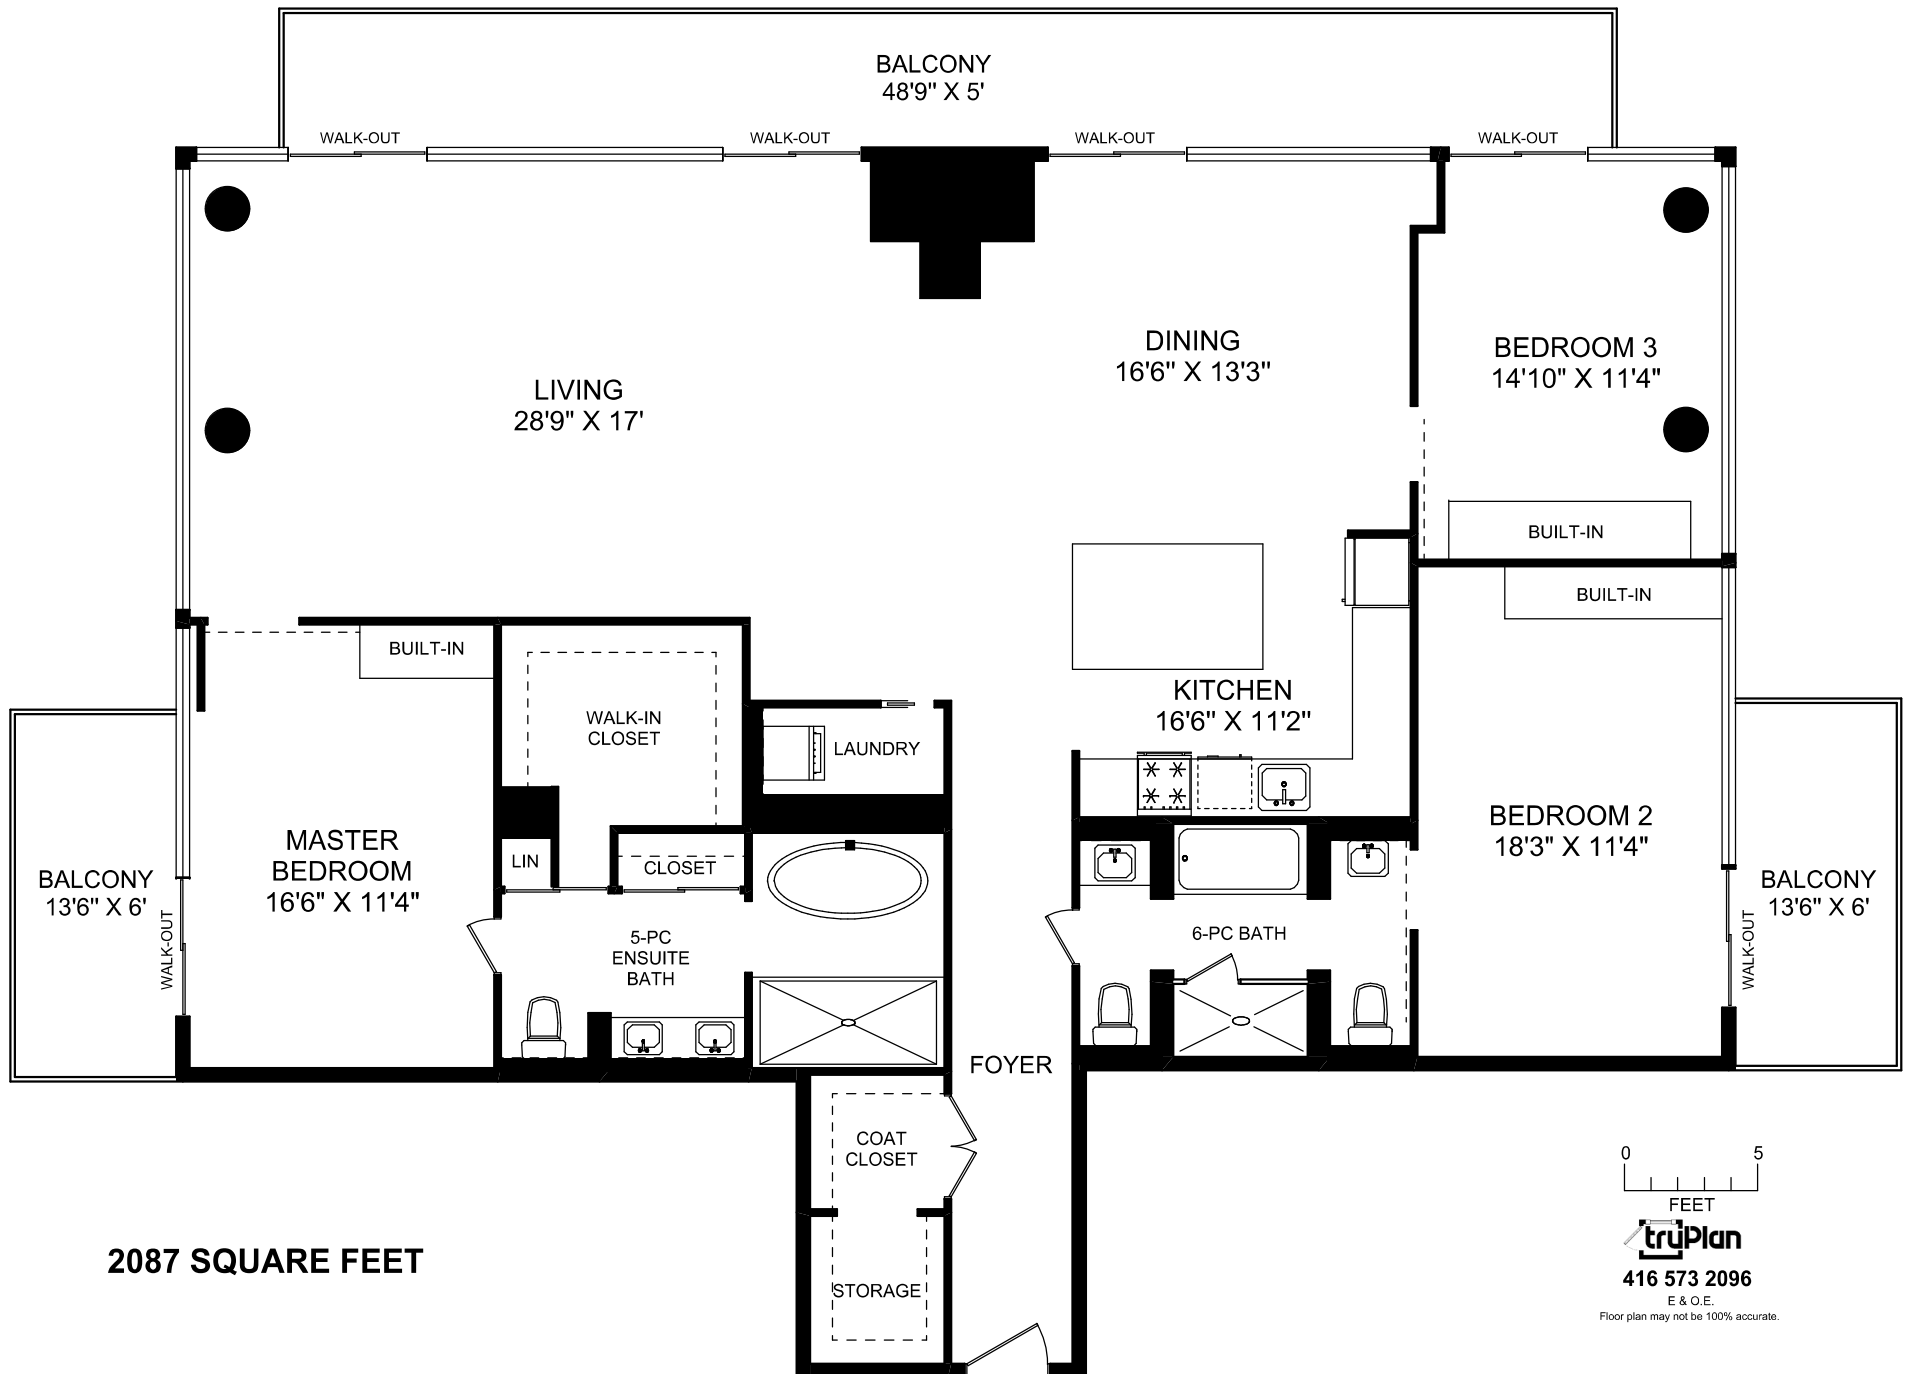 BALCONY
48'9" X 5'
WALK-OUT
WALK-OUT
WALK-OUT
WALK-OUT
DINING
16'6" X 13'3"
BEDROOM 3
14'10" X 11'4"
LIVING
28'9" X 17'
BUILT-IN
BUILT-IN
BUILT-IN
WALK-IN
CLOSET
LAUNDRY
KITCHEN
16'6" X 11'2"
MASTER
BEDROOM
16'6" X 11'4"
LIN
CLOSET
BEDROOM 2
18'3" X 11'4"
BALCONY
13'6" X 6'
WALK-OUT
5-PC
ENSUITE
BATH
6-PC BATH
WALK-OUT
BALCONY
13'6" X 6'
FOYER
COAT
CLOSET
STORAGE
2087 SQUARE FEET
0 5
FEET
truPlan
416 573 2096
E & O.E.
Floor plan may not be 100% accurate.